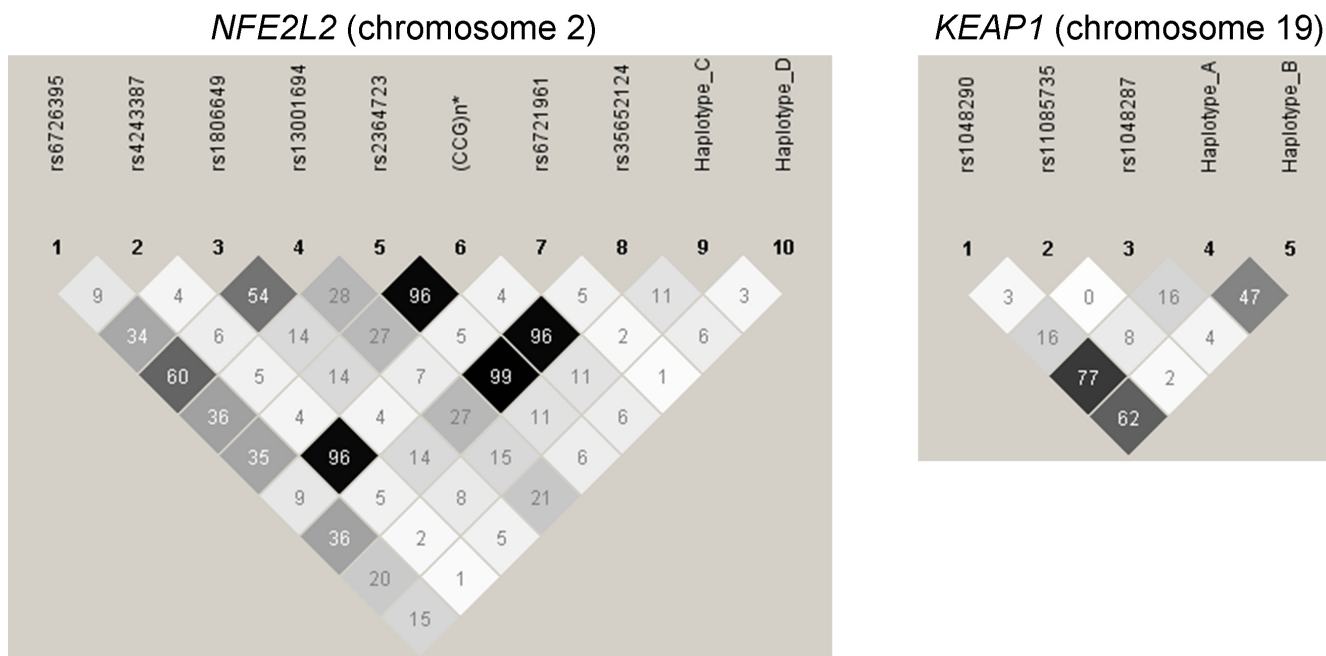 NFE2L2 (chromosome 2)
KEAP1 (chromosome 19)
rs6726395
rs4243387
rs1806649
rs13001694
rs2364723
(CCG)n*
rs6721961
rs35652124
Haplotype_C
Haplotype_D
rs1048290
rs11085735
rs1048287
Haplotype_A
Haplotype_B
1 2 3 4 5 6 7 8 9 10
1 2 3 4 5
9 4 54 28 96 4 5 11 3
3 0 16 47
34 6 14 27 5 96 2 6
16 8 4
60 5 14 7 99 11 1
77 2
36 4 4 27 11 6
62
35 96 14 15 6
9 5 8 21
36 2 5
20 1
15